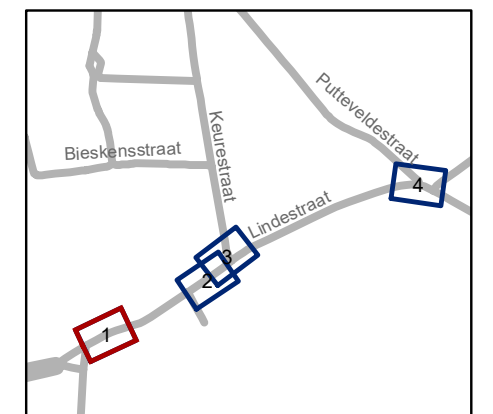 Putteveldestraat
Keurestraat
Bieskensstraat
4
Lindestraat
3
2
1